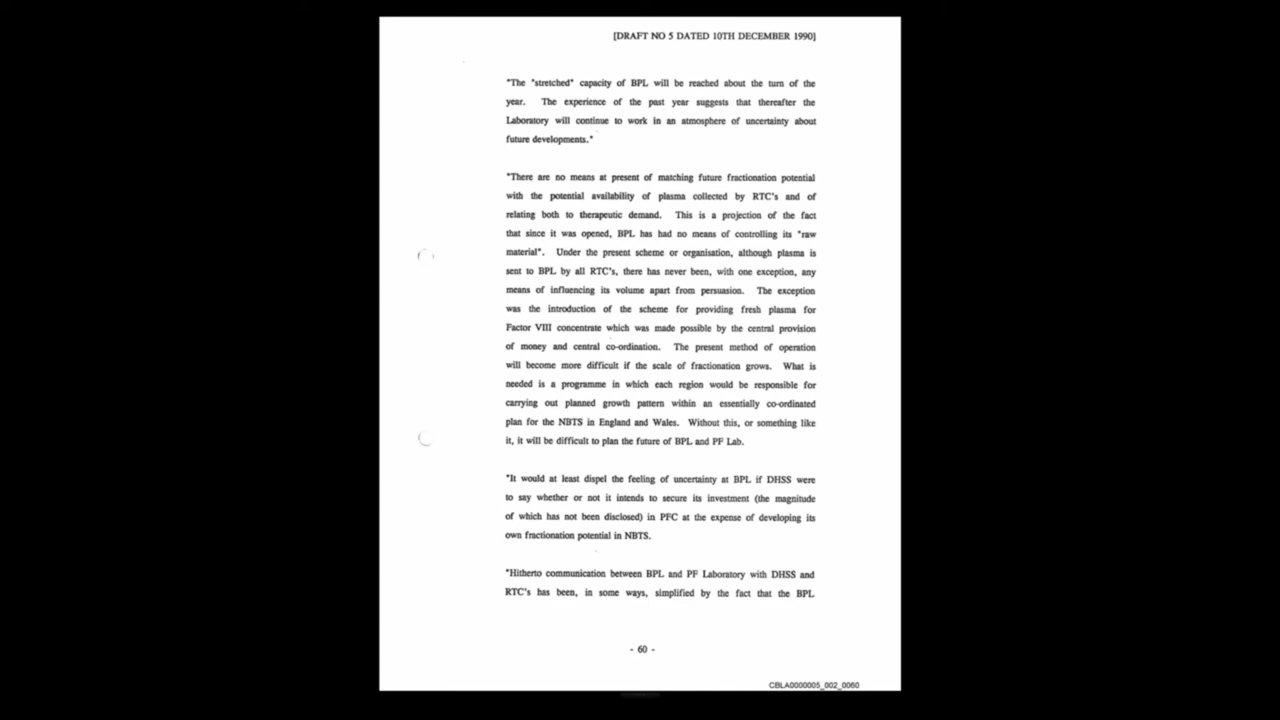 [DRAFT NO 5 DATED 10TH DECEMBER 1990]
"The "stretched" capacity of BPL will be reached about the turn of the
year. The experience of the past year suggests that thereafter the
Laboratory will continue to work in an atmosphere of uncertainty about
future developments."
"There are no means at present of matching future fractionation potential
with the potential availability of plasma collected by RTC's and of
relating both to therapeutic demand. This is a projection of the fact
that since it was opened, BPL has had no means of controlling its "raw
material". Under the present scheme or organisation, although plasma is
sent to BPL by all RTC's, there has never been, with one exception, any
means of influencing its volume apart from persuasion. The exception
was the introduction of the scheme for providing fresh plasma for
Factor VIII concentrate which was made possible by the central provision
of money and central co-ordination. The present method of operation
will become more difficult if the scale of fractionation grows. What is
needed is a programme in which each region would be responsible for
carrying out planned growth pattern within an essentially co-ordinated
plan for the NBTS in England and Wales. Without this, or something like
it, it will be difficult to plan the future of BPL and PF Lab.
"It would at least dispel the feeling of uncertainty at BPL if DHSS were
to say whether or not it intends to secure its investment (the magnitude
of which has not been disclosed) in PFC at the expense of developing its
own fractionation potential in NBTS.
"Hitherto communication between BPL and PF Laboratory with DHSS and
RTC's has been, in some ways, simplified by the fact that the BPL
- 60 -
CBLA0000005_002_0060